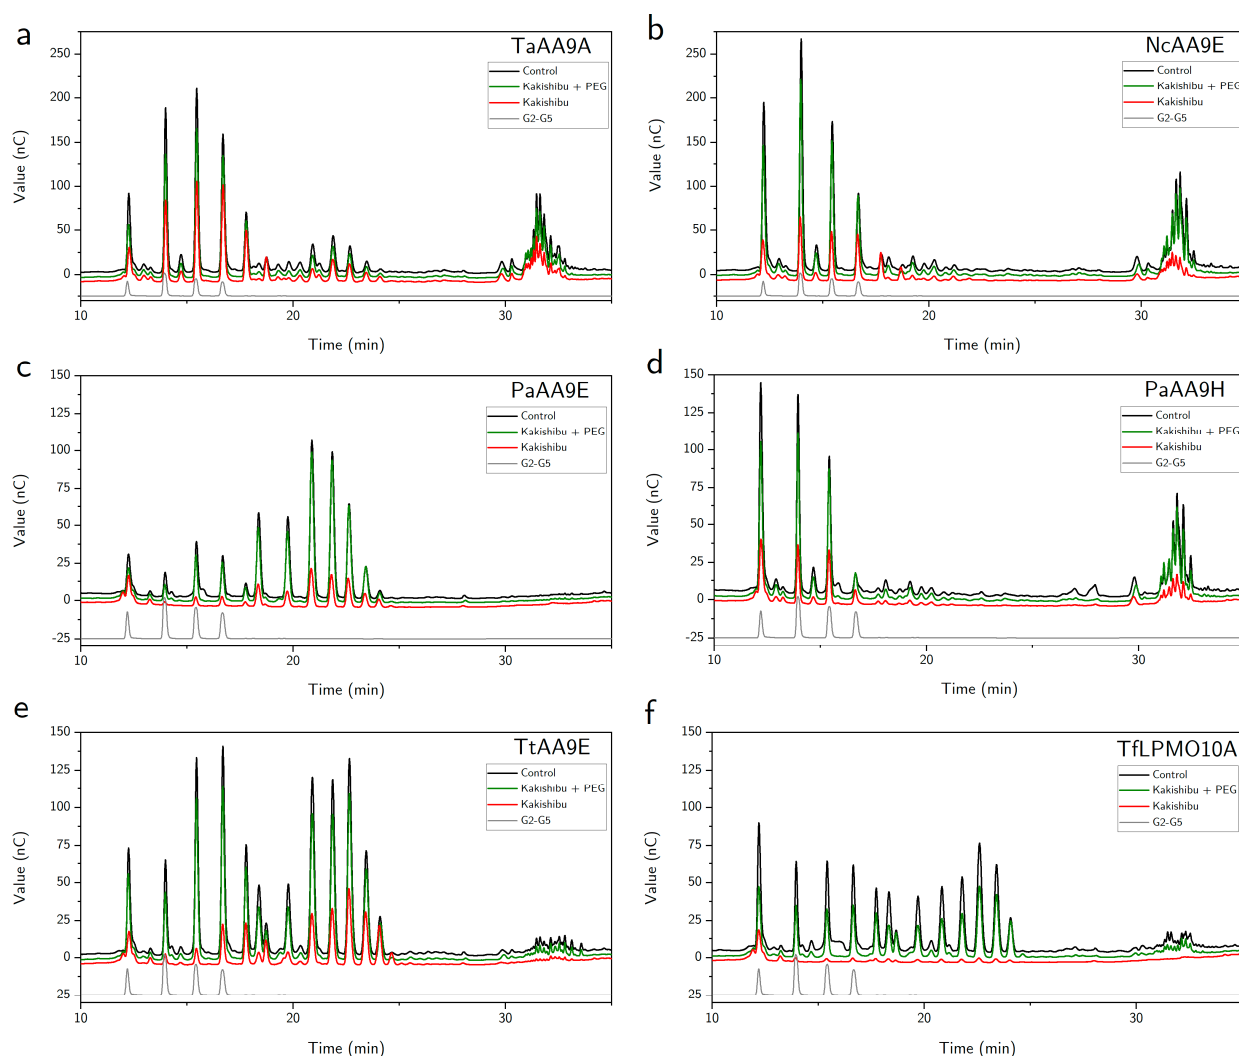 a
TaAA9A
Control
Kakishibu + PEG
Kakishibu
G2-G5
Value (nC)
250
200
150
100
50
0
10
20
30
Time (min)
b
NcAA9E
Control
Kakishibu + PEG
Kakishibu
G2-G5
Value (nC)
250
200
150
100
50
0
10
20
30
Time (min)
c
PaAA9E
Control
Kakishibu + PEG
Kakishibu
G2-G5
Value (nC)
150
125
100
75
50
25
0
-25
10
20
30
Time (min)
d
PaAA9H
Control
Kakishibu + PEG
Kakishibu
G2-G5
Value (nC)
150
125
100
75
50
25
0
-25
10
20
30
Time (min)
e
TtAA9E
Control
Kakishibu + PEG
Kakishibu
G2-G5
Value (nC)
150
125
100
75
50
25
0
25
10
20
30
Time (min)
f
TfLPMO10A
Control
Kakishibu + PEG
Kakishibu
G2-G5
Value (nC)
150
125
100
75
50
25
0
25
10
20
30
Time (min)